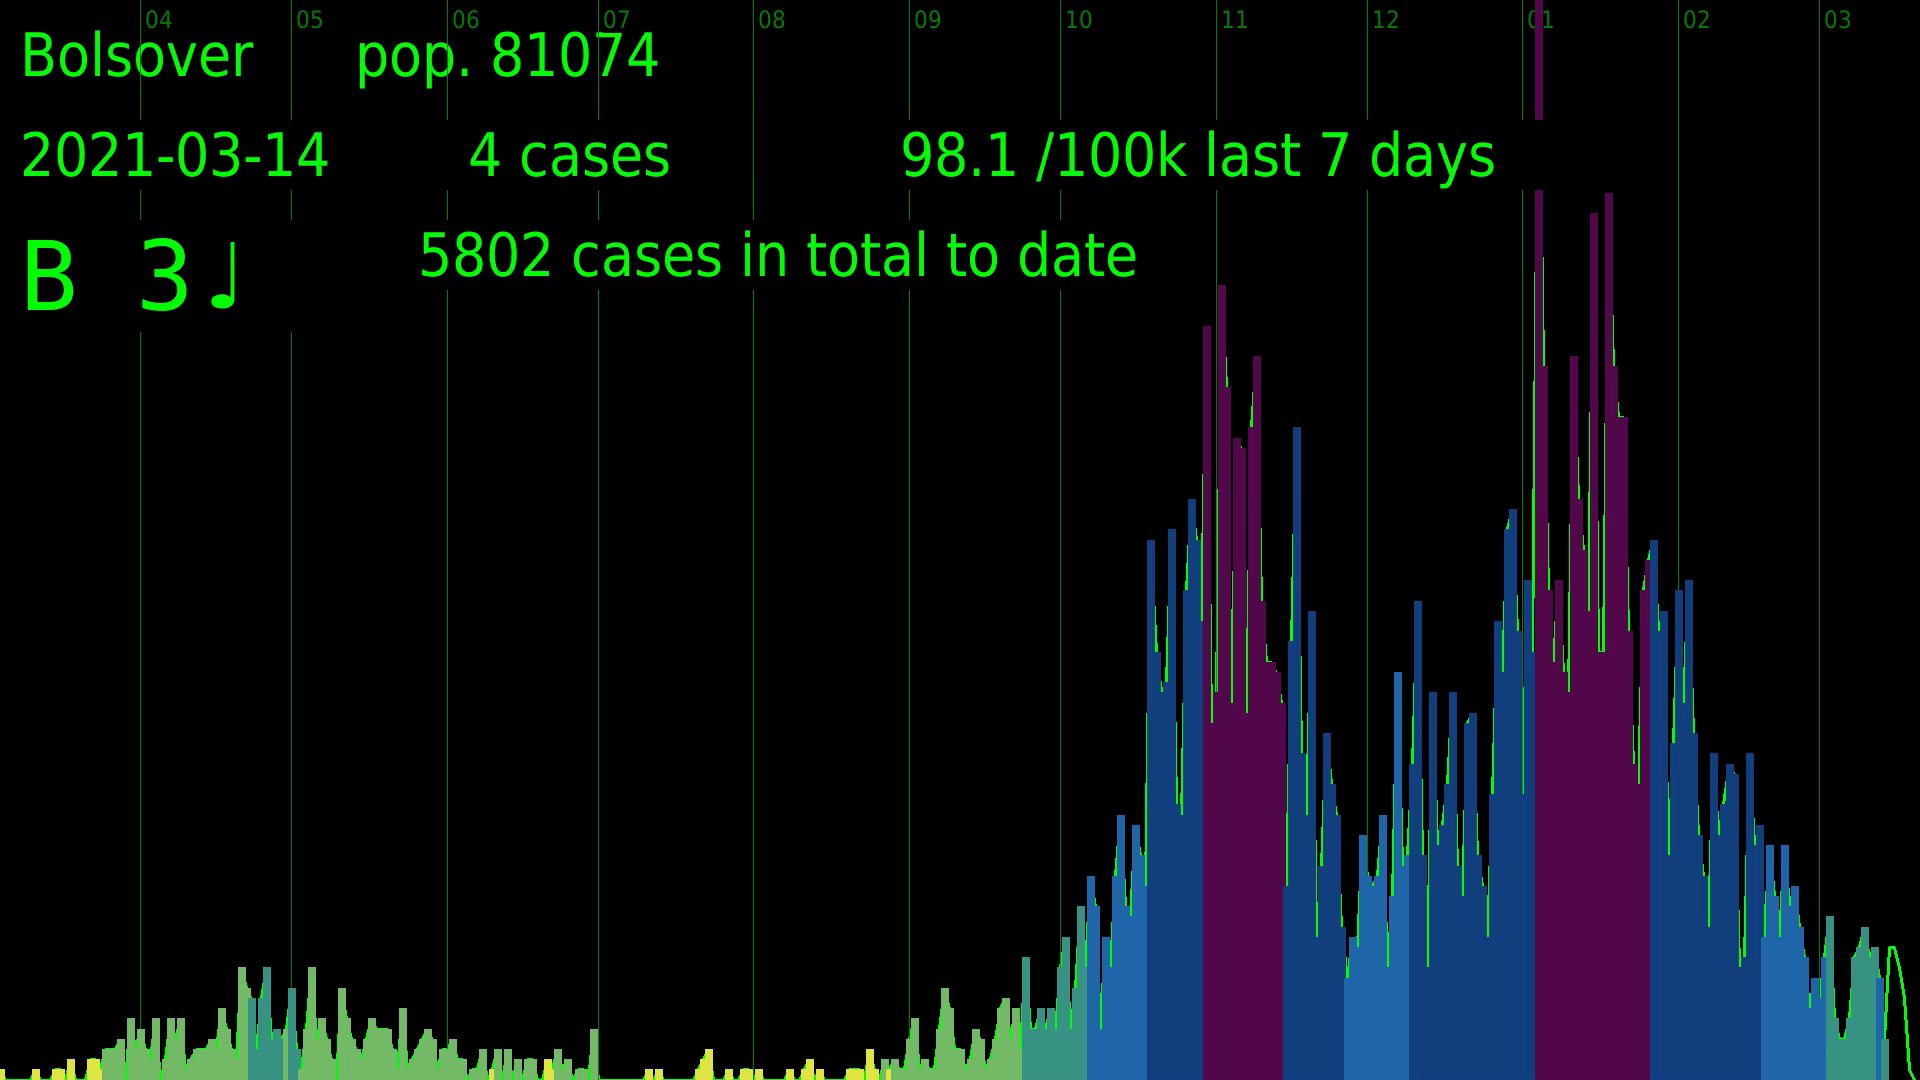 04 05 06 07 08 09 10 11 12 01 02 03
Bolsover pop. 81074
2021-03-14 4 cases 98.1 /100k last 7 days
B 3♩ 5802 cases in total to date